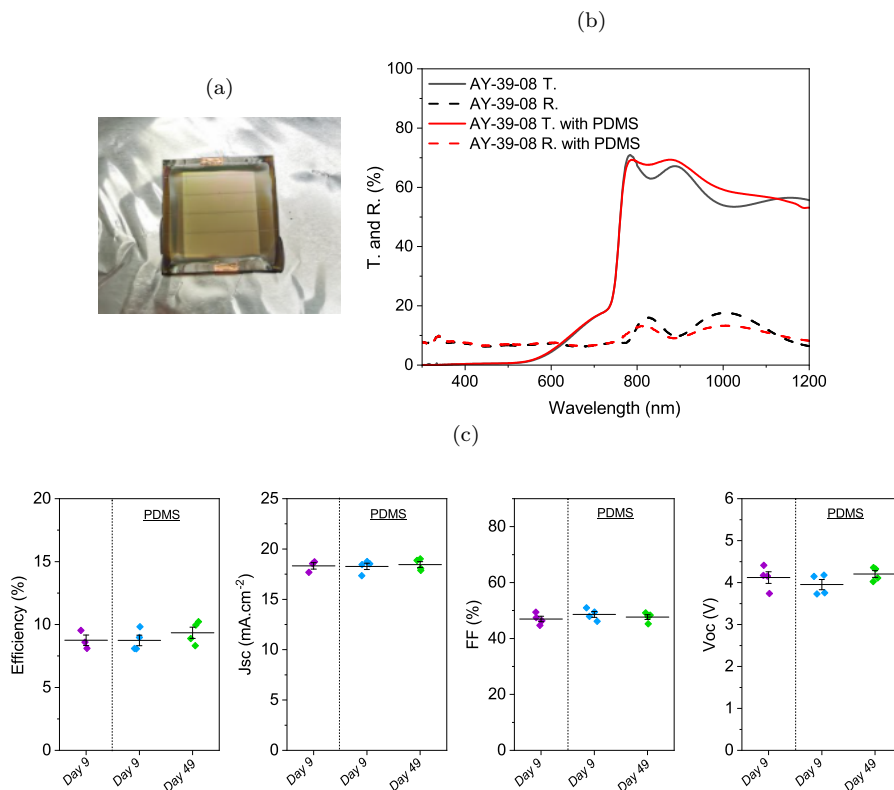 (b)
(a)
100
80
60
40
20
0
T. and R. (%)
AY-39-08 T.
AY-39-08 R.
AY-39-08 T. with PDMS
AY-39-08 R. with PDMS
400 600 800 1000 1200
Wavelength (nm)
(c)
20
15
10
5
0
Efficiency (%)
PDMS
Day 9 Day 9 Day 49
25
20
15
10
5
0
Jsc (mA.cm⁻²)
PDMS
Day 9 Day 9 Day 49
80
60
40
20
0
FF (%)
PDMS
Day 9 Day 9 Day 49
6
5
4
3
2
1
0
Voc (V)
PDMS
Day 9 Day 9 Day 49